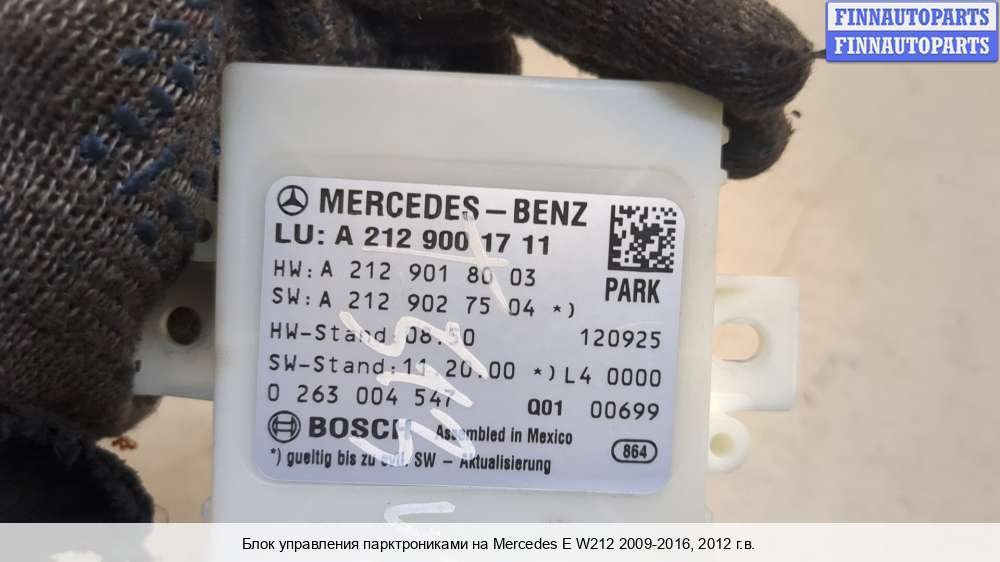 FINNAUTOPARTS
FINNAUTOPARTS
MERCEDES-BENZ
LU: A 212 900 17 11
HW: A 212 901 80 03
SW: A 212 902 75 04 *)
PARK
HW-Stand: 08.50 120925
SW-Stand: 11.20.00 *) L4 0000
0 263 004 547 Q01 00699
BOSCH Assembled in Mexico
864
*) gueltig bis zu evtl. SW - Aktualisierung
Блок управления парктрониками на Mercedes E W212 2009-2016, 2012 г.в.